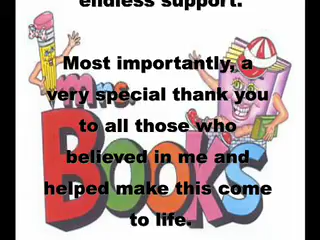 endless support.
Most importantly, a
very special thank you
to all those who
believed in me and
helped make this come
to life.
Mrs.
BOOKS